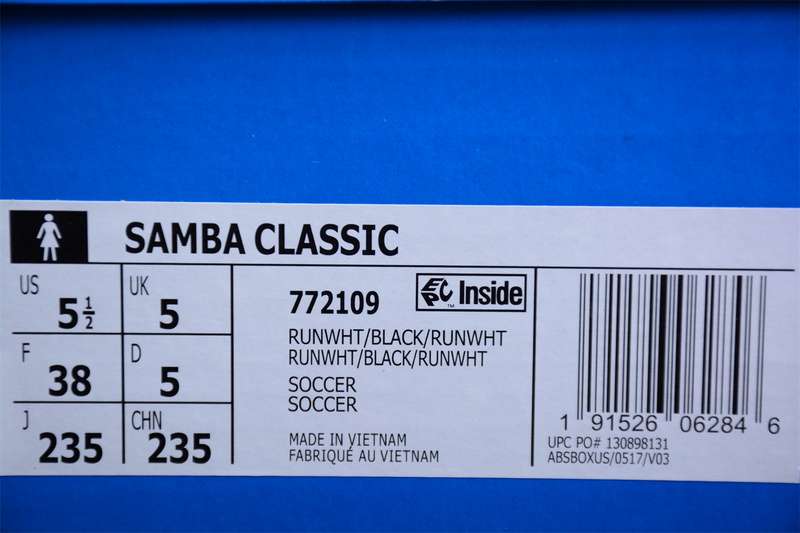 SAMBA CLASSIC
US
5 1/2
UK
5
F
38
D
5
J
235
CHN
235
772109
EPC™ Inside
RUNWHT/BLACK/RUNWHT
RUNWHT/BLACK/RUNWHT
SOCCER
SOCCER
MADE IN VIETNAM
FABRIQUÉ AU VIETNAM
1 91526 06284 6
UPC PO# 130898131
ABSBOXUS/0517/V03